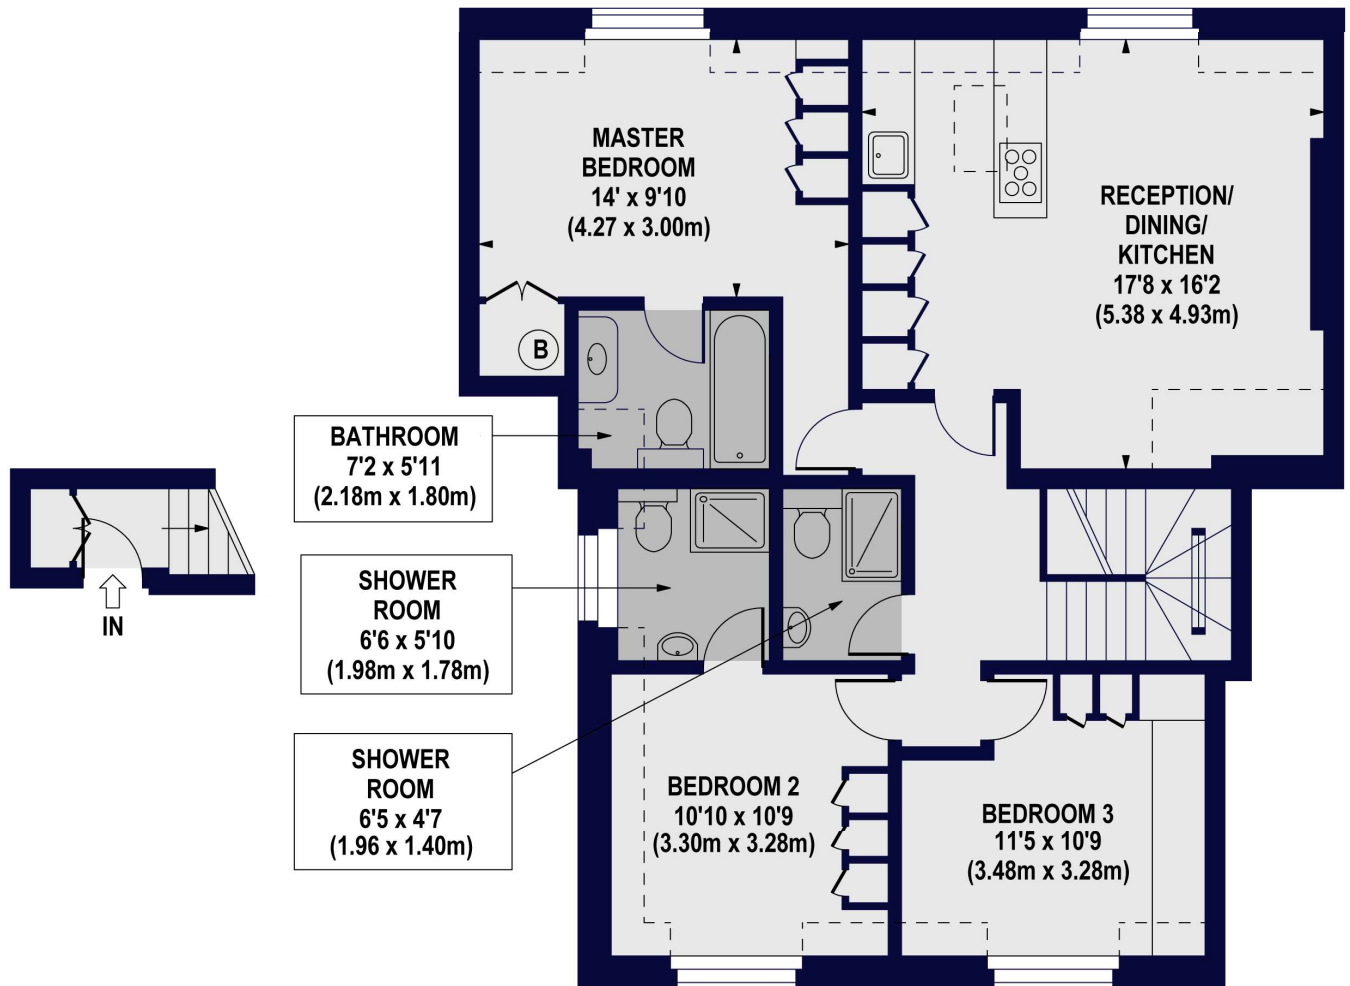 MASTER
BEDROOM
14' x 9'10
(4.27 x 3.00m)
RECEPTION/
DINING/
KITCHEN
17'8 x 16'2
(5.38 x 4.93m)
B
BATHROOM
7'2 x 5'11
(2.18m x 1.80m)
SHOWER
ROOM
6'6 x 5'10
(1.98m x 1.78m)
IN
SHOWER
ROOM
6'5 x 4'7
(1.96 x 1.40m)
BEDROOM 2
10'10 x 10'9
(3.30m x 3.28m)
BEDROOM 3
11'5 x 10'9
(3.48m x 3.28m)